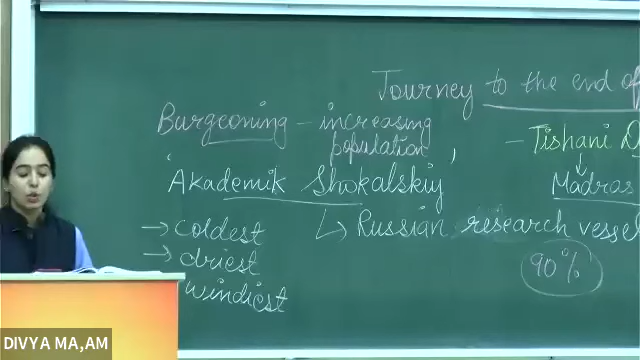 Journey to the end of
Burgeoning - increasing
population
- Tishani D
Akademik Shokalskiy
Madras
→ coldest
↳ Russian research vessel
→ driest
90%
windiest
DIVYA MA,AM